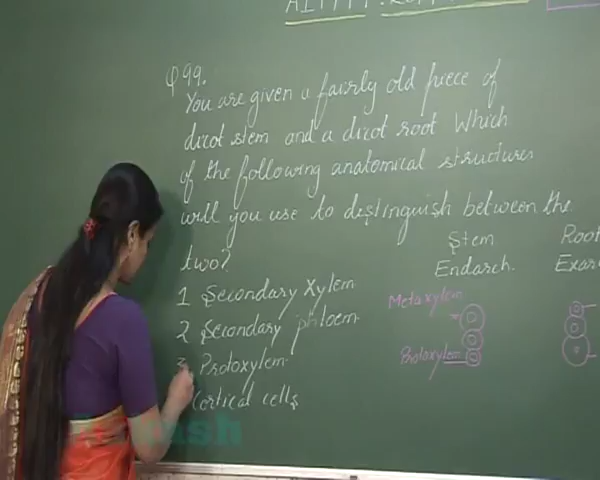 Q 99.
You are given a fairly old piece of
dicot stem and a dicot root Which
of the following anatomical structures
will you use to distinguish between the
two?
1 Secondary Xylem
2 Secondary phloem
3 Protoxylem
Cortical cells
Stem
Endarch.
Metaxylem
Protoxylem
Root